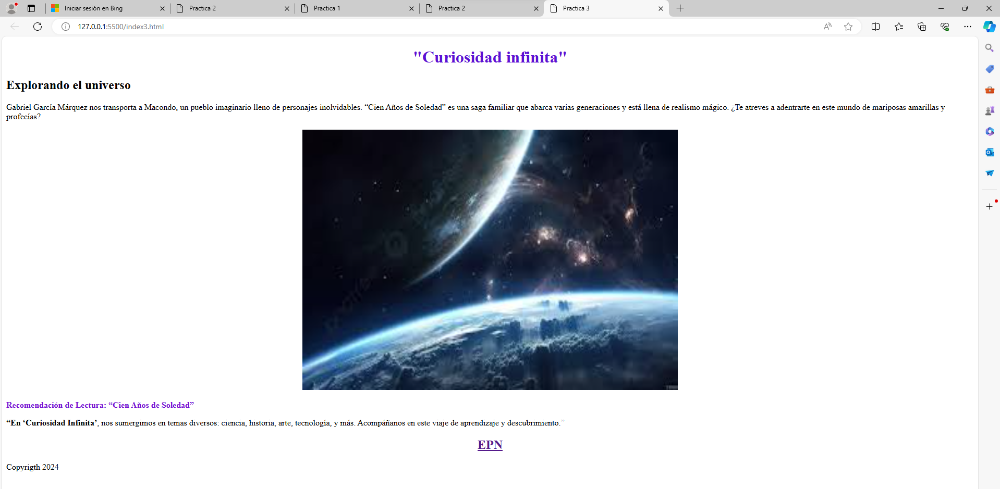 Iniciar sesión en Bing
Practica 2
Practica 1
Practica 2
Practica 3
127.0.0.1:5500/index3.html
"Curiosidad infinita"
Explorando el universo
Gabriel García Márquez nos transporta a Macondo, un pueblo imaginario lleno de personajes inolvidables. “Cien Años de Soledad” es una saga familiar que abarca varias generaciones y está llena de realismo mágico. ¿Te atreves a adentrarte en este mundo de mariposas amarillas y
profecías?
Recomendación de Lectura: “Cien Años de Soledad”
“En ‘Curiosidad Infinita’, nos sumergimos en temas diversos: ciencia, historia, arte, tecnología, y más. Acompáñanos en este viaje de aprendizaje y descubrimiento.”
EPN
Copyrigth 2024